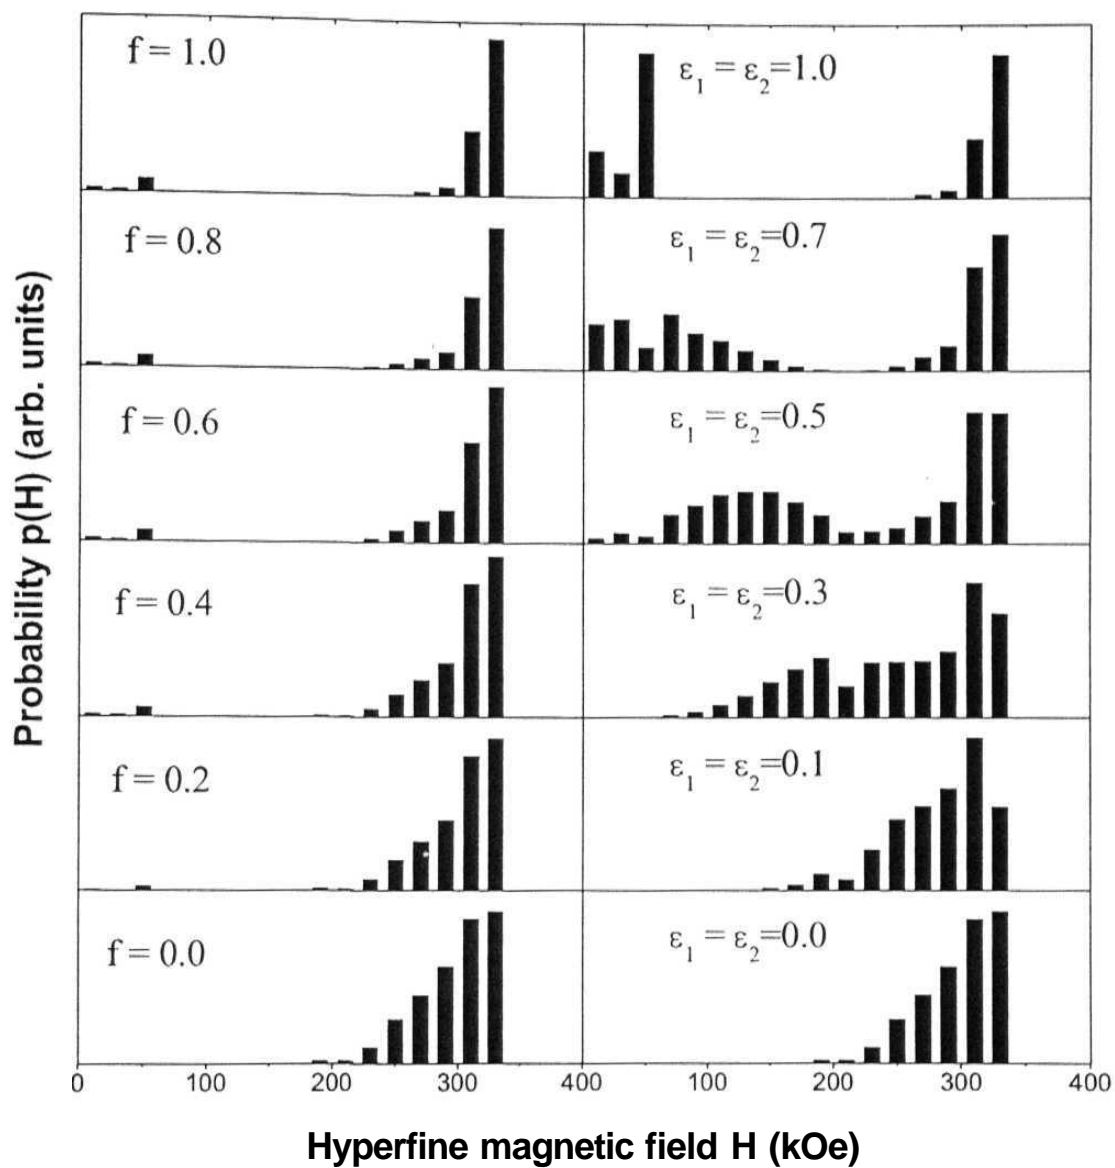 f = 1.0
ε₁ = ε₂=1.0
f = 0.8
ε₁ = ε₂=0.7
f = 0.6
ε₁ = ε₂=0.5
f = 0.4
ε₁ = ε₂=0.3
f = 0.2
ε₁ = ε₂=0.1
f = 0.0
ε₁ = ε₂=0.0
Probability p(H) (arb. units)
0 100 200 300 400 100 200 300 400
Hyperfine magnetic field H (kOe)